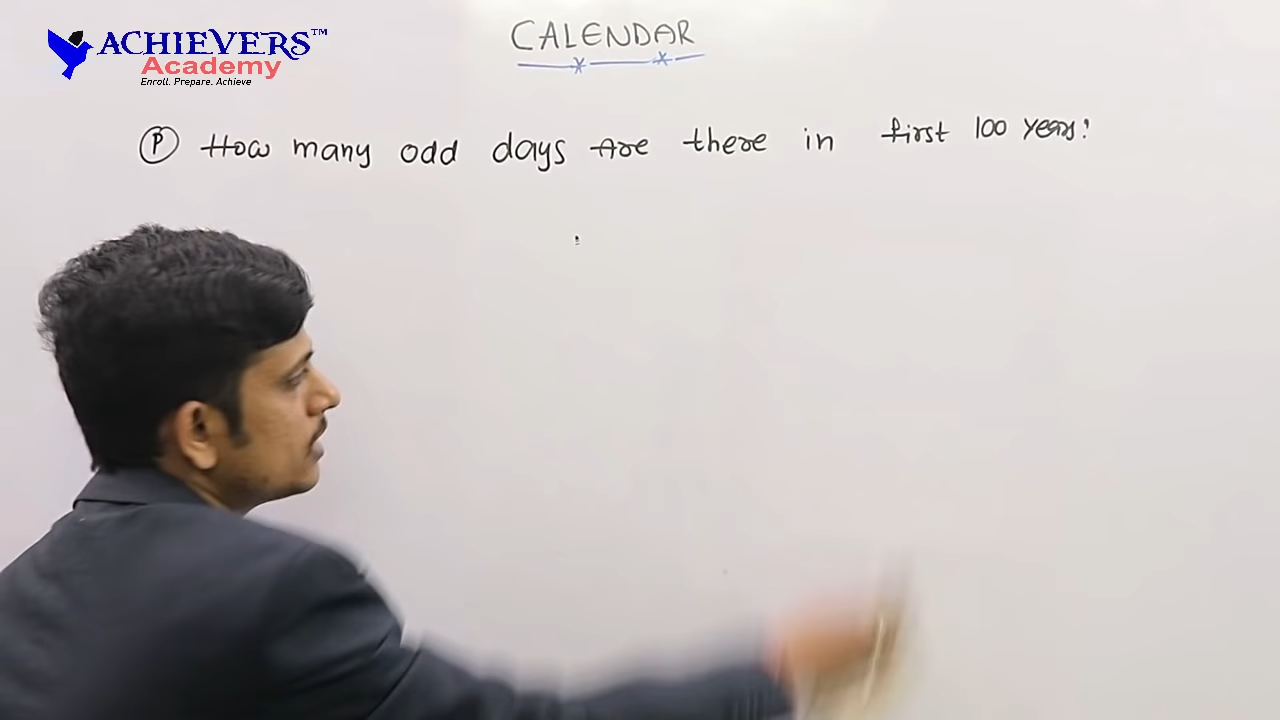 ACHIEVERS™
Academy
Enroll. Prepare. Achieve
CALENDAR
P How many odd days are there in first 100 years?